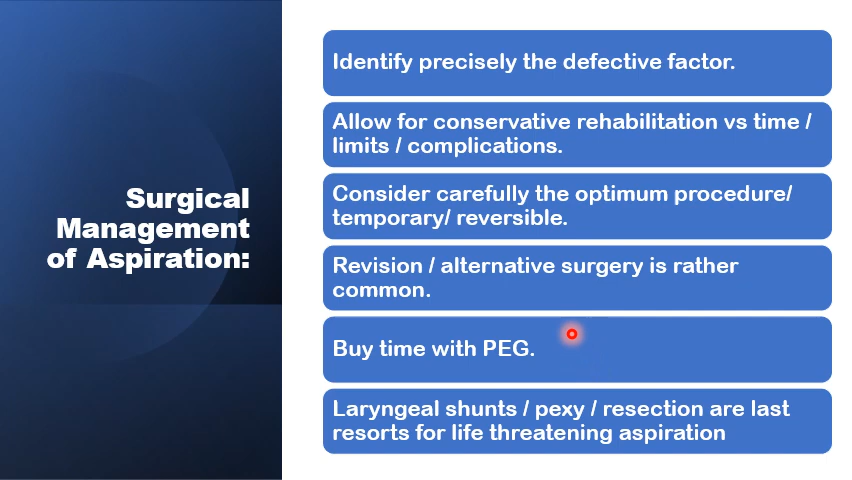 Surgical
Management
of Aspiration:
Identify precisely the defective factor.
Allow for conservative rehabilitation vs time /
limits / complications.
Consider carefully the optimum procedure/
temporary/ reversible.
Revision / alternative surgery is rather
common.
Buy time with PEG.
Laryngeal shunts / pexy / resection are last
resorts for life threatening aspiration